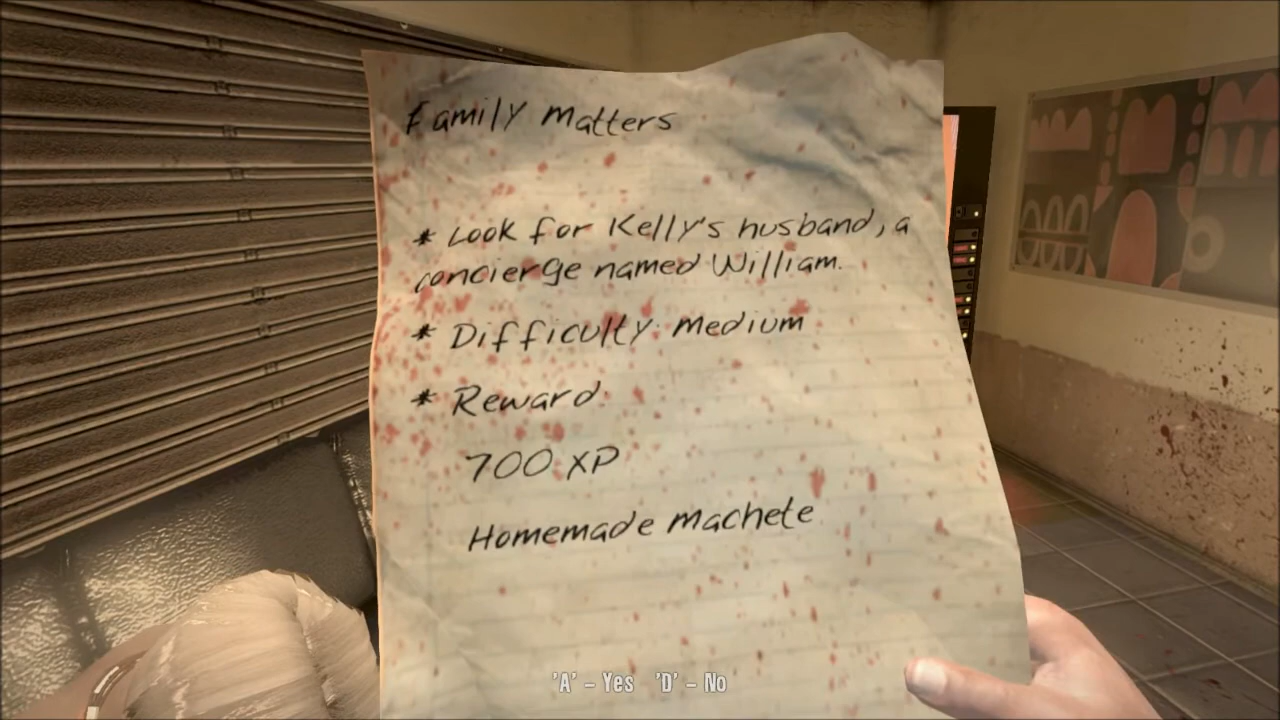 Family matters
* Look for Kelly's husband, a
concierge named William.
* Difficulty: medium
* Reward
700 XP
Homemade machete
'A' – Yes 'D' – No